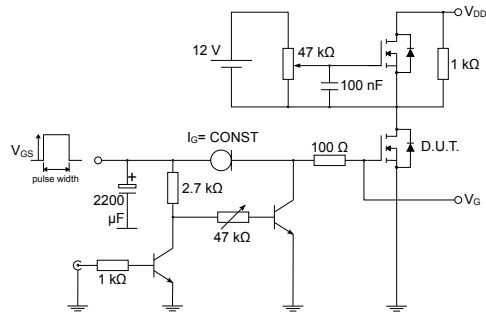 V_DD
12 V
47 kΩ
1 kΩ
100 nF
I_G= CONST
100 Ω
D.U.T.
V_GS
pulse width
+
2.7 kΩ
2200
μF
V_G
47 kΩ
1 kΩ